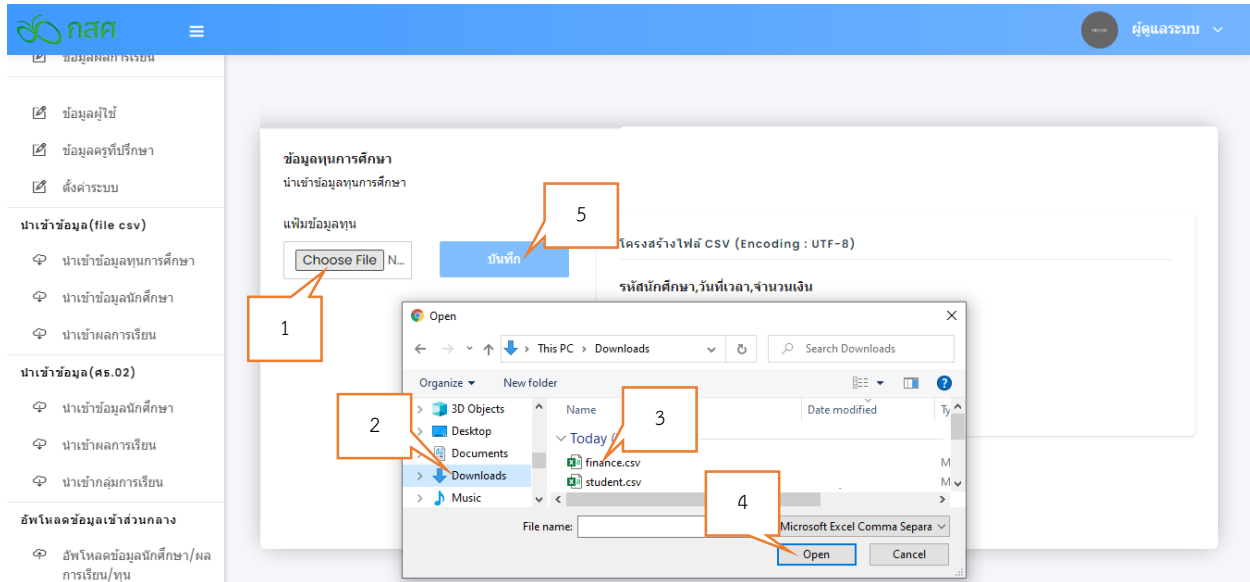 กสศ
ผู้ดูแลระบบ
ข้อมูลผลการเรียน
ข้อมูลผู้ใช้
ข้อมูลครูที่ปรึกษา
ตั้งค่าระบบ
นำเข้าข้อมูล(file csv)
นำเข้าข้อมูลทุนการศึกษา
นำเข้าข้อมูลนักศึกษา
นำเข้าผลการเรียน
นำเข้าข้อมูล(ศธ.02)
นำเข้าข้อมูลนักศึกษา
นำเข้าผลการเรียน
นำเข้ากลุ่มการเรียน
อัพโหลดข้อมูลเข้าส่วนกลาง
อัพโหลดข้อมูลนักศึกษา/ผล
การเรียน/ทุน
ข้อมูลทุนการศึกษา
นำเข้าข้อมูลทุนการศึกษา
แฟ้มข้อมูลทุน
Choose File N...
บันทึก
5
1
โครงสร้างไฟล์ CSV (Encoding : UTF-8)
รหัสนักศึกษา,วันที่เวลา,จำนวนเงิน
Open
This PC > Downloads
Search Downloads
Organize
New folder
3D Objects
Desktop
Documents
Downloads
Music
2
Name
Date modified
Ty
Today (
3
finance.csv
M
student.csv
M
4
File name:
Microsoft Excel Comma Separa
Open
Cancel